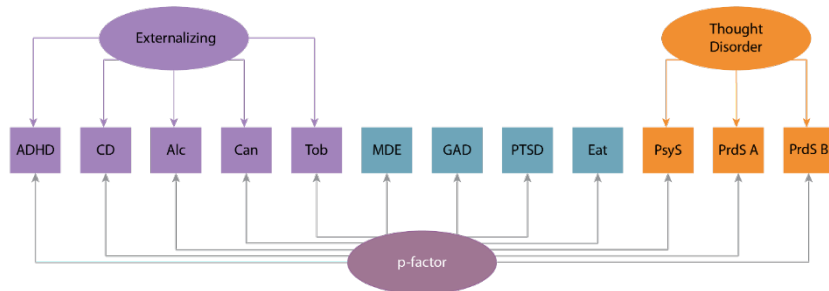 Externalizing
Thought
Disorder
ADHD
CD
Alc
Can
Tob
MDE
GAD
PTSD
Eat
PsyS
PrdS A
PrdS B
p-factor